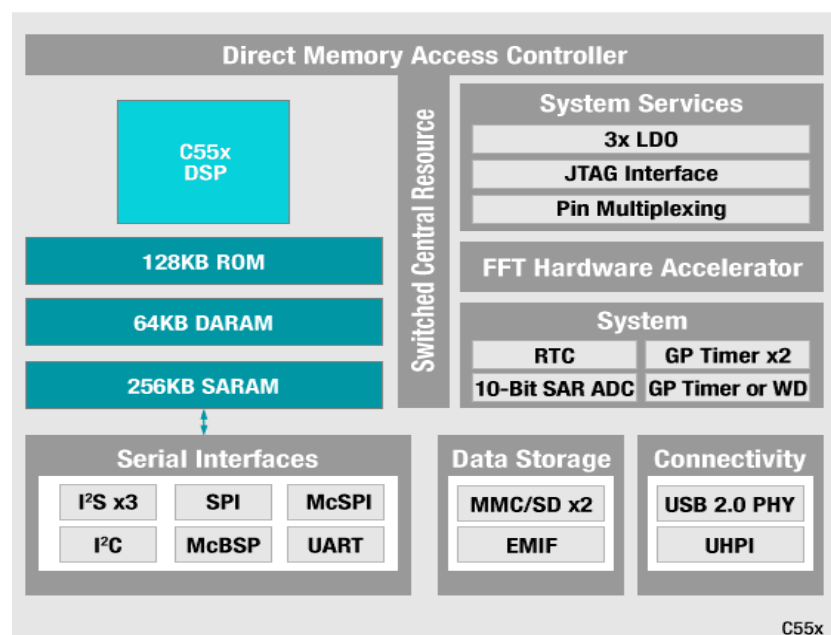 Direct Memory Access Controller
C55x
DSP
128KB ROM
64KB DARAM
256KB SARAM
Switched Central Resource
System Services
3x LDO
JTAG Interface
Pin Multiplexing
FFT Hardware Accelerator
System
RTC
GP Timer x2
10-Bit SAR ADC
GP Timer or WD
Serial Interfaces
I²S x3
SPI
McSPI
I²C
McBSP
UART
Data Storage
MMC/SD x2
EMIF
Connectivity
USB 2.0 PHY
UHPI
C55x